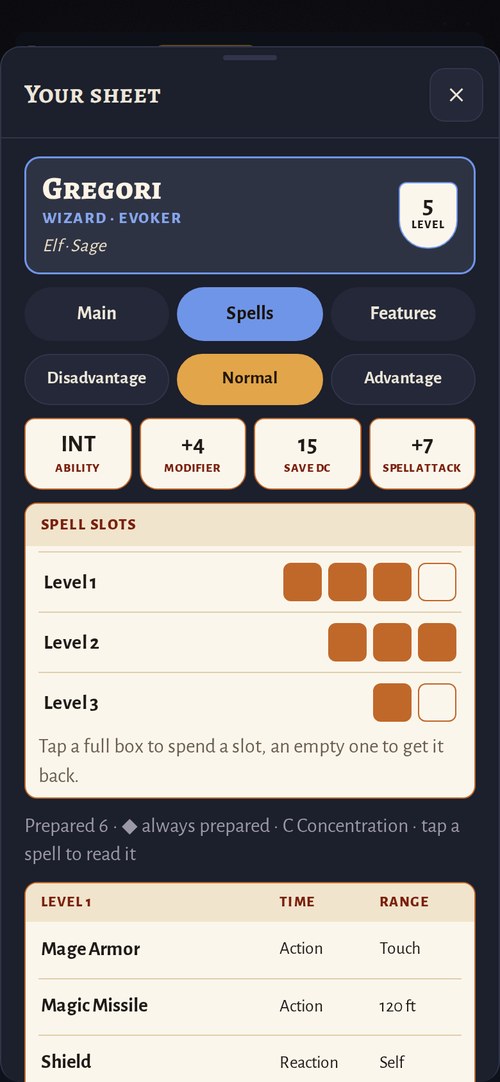 Your sheet
Gregori
WIZARD · EVOKER
Elf · Sage
5
LEVEL
Main
Spells
Features
Disadvantage
Normal
Advantage
INT
ABILITY
+4
MODIFIER
15
SAVE DC
+7
SPELL ATTACK
SPELL SLOTS
Level 1
Level 2
Level 3
Tap a full box to spend a slot, an empty one to get it
back.
Prepared 6 · ◆ always prepared · C Concentration · tap a
spell to read it
LEVEL 1 TIME RANGE
Mage Armor Action Touch
Magic Missile Action 120 ft
Shield Reaction Self